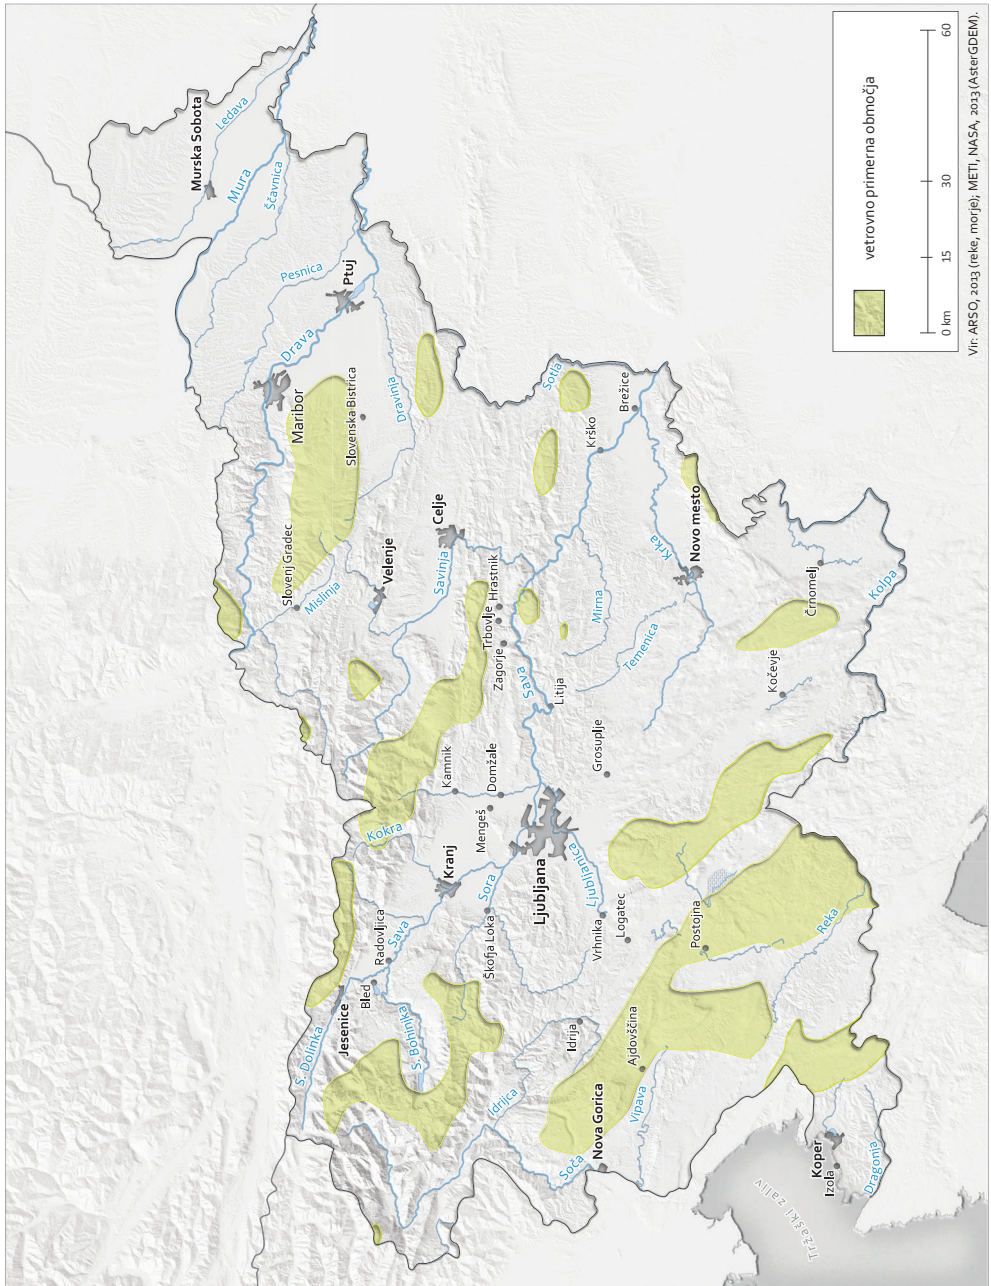 Murska Sobota
Ledava
Mura
Ščavnica
Pesnica
Ptuj
Drava
Maribor
Slovenska Bistrica
Dravinja
Slovenj Gradec
Mislinja
Velenje
Celje
Savinja
Sotla
Brežice
Krško
Hrastnik
Trbovlje
Zagorje
Sava
Litija
Mirna
Temenica
Krka
Novo mesto
Črnomelj
Kolpa
Kočevje
Grosuplje
Kamnik
Domžale
Mengeš
Kokra
Kranj
Ljubljana
Ljubljanica
Sora
Škofja Loka
Radovljica
Sava
Bled
Jesenice
S. Dolinka
S. Bohinjka
Vrhnika
Logatec
Postojna
Reka
Idrija
Idrijca
Ajdovščina
Vipava
Nova Gorica
Soča
Koper
Izola
Dragonja
Tržaški zaliv
vetrovno primerna območja
0 km 15 30 60
Vir: ARSO, 2013 (reke, morje); METI, NASA, 2013 (AsterGDEM).